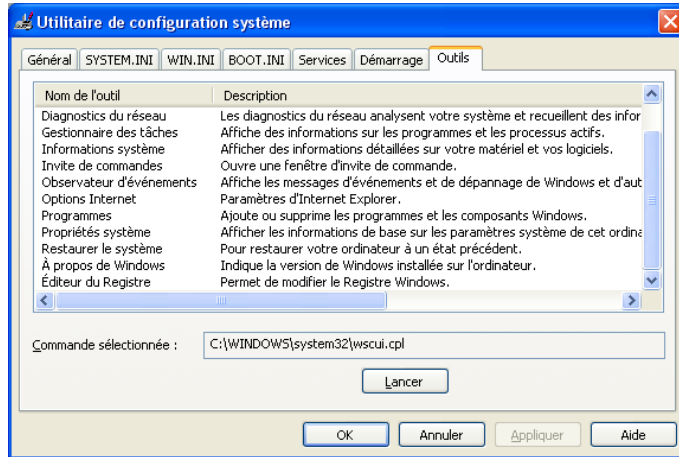 Utilitaire de configuration système
Général SYSTEM.INI WIN.INI BOOT.INI Services Démarrage Outils
Nom de l'outil Description
Diagnostics du réseau Les diagnostics du réseau analysent votre système et recueillent des infor
Gestionnaire des tâches Affiche des informations sur les programmes et les processus actifs.
Informations système Afficher des informations détaillées sur votre matériel et vos logiciels.
Invite de commandes Ouvre une fenêtre d'invite de commande.
Observateur d'événements Affiche les messages d'événements et de dépannage de Windows et d'aut
Options Internet Paramètres d'Internet Explorer.
Programmes Ajoute ou supprime les programmes et les composants Windows.
Propriétés système Afficher les informations de base sur les paramètres système de cet ordina
Restaurer le système Pour restaurer votre ordinateur à un état précédent.
À propos de Windows Indique la version de Windows installée sur l'ordinateur.
Éditeur du Registre Permet de modifier le Registre Windows.
Commande sélectionnée : C:\WINDOWS\system32\wscui.cpl
Lancer
OK Annuler Appliquer Aide